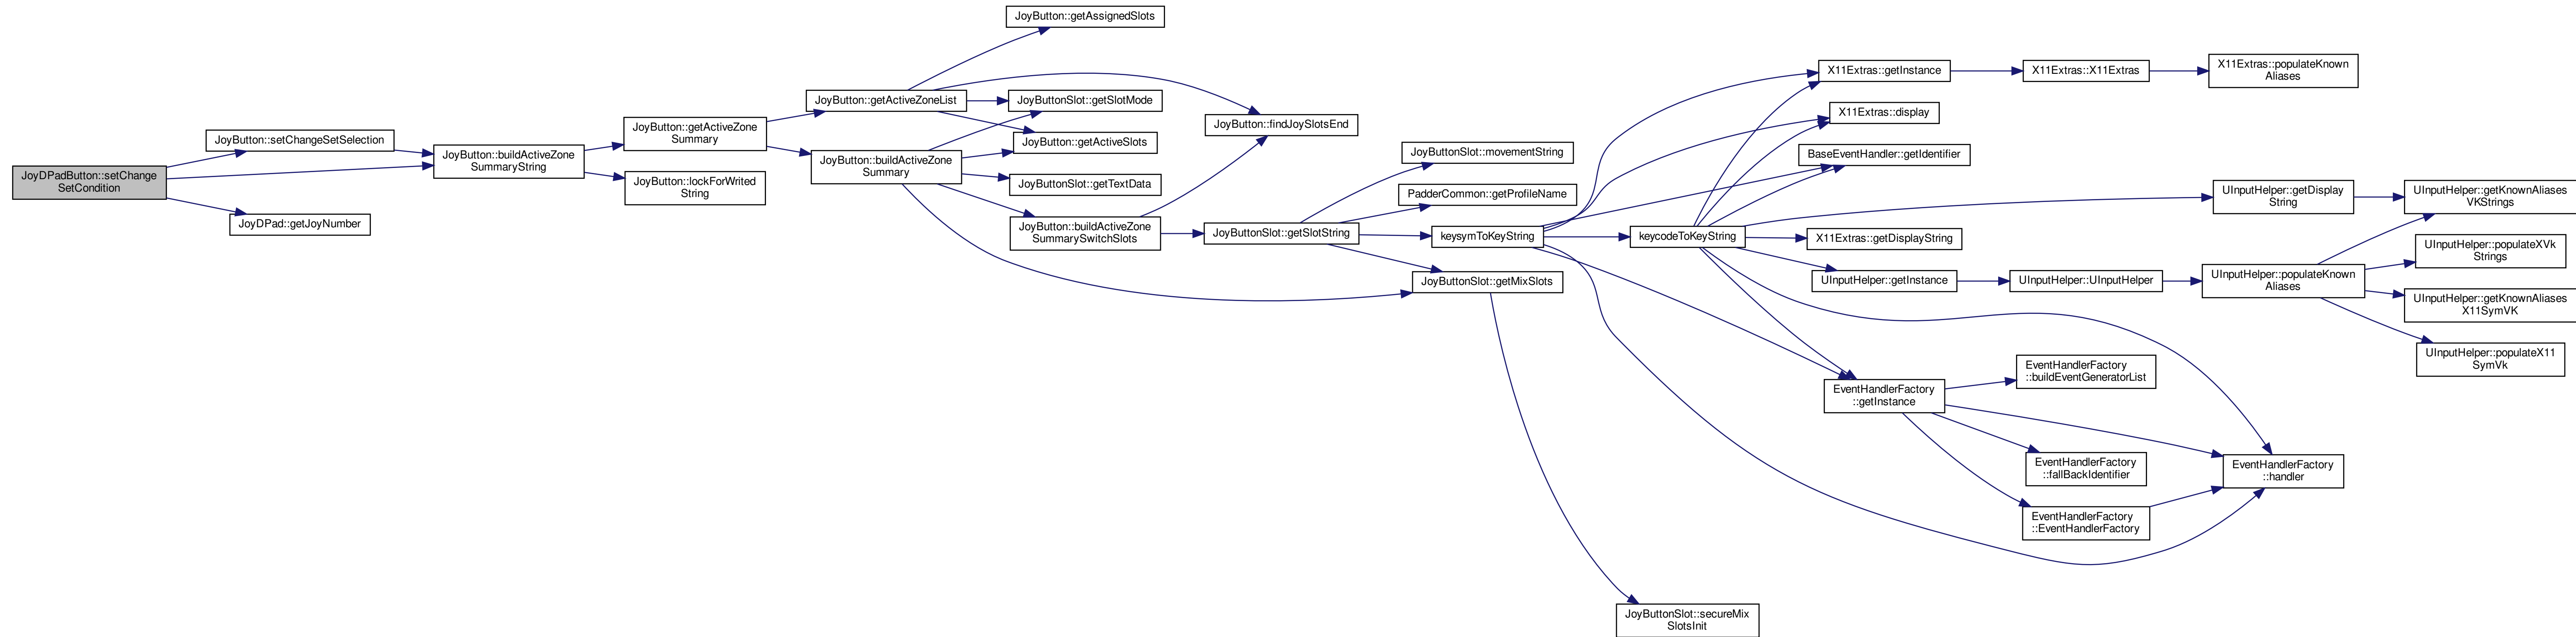 JoyDPadButton::setChange
SetCondition
JoyButton::setChangeSetSelection
JoyDPad::getJoyNumber
JoyButton::buildActiveZone
SummaryString
JoyButton::getActiveZone
Summary
JoyButton::lockForWrited
String
JoyButton::getActiveZoneList
JoyButton::buildActiveZone
Summary
JoyButton::getAssignedSlots
JoyButtonSlot::getSlotMode
JoyButton::getActiveSlots
JoyButtonSlot::getTextData
JoyButton::buildActiveZone
SummarySwitchSlots
JoyButton::findJoySlotsEnd
JoyButtonSlot::getSlotString
JoyButtonSlot::movementString
PadderCommon::getProfileName
keysymToKeyString
JoyButtonSlot::getMixSlots
keycodeToKeyString
JoyButtonSlot::secureMix
SlotsInit
X11Extras::getInstance
X11Extras::display
BaseEventHandler::getIdentifier
X11Extras::getDisplayString
UInputHelper::getInstance
EventHandlerFactory
::getInstance
X11Extras::X11Extras
UInputHelper::UInputHelper
EventHandlerFactory
::buildEventGeneratorList
EventHandlerFactory
::fallBackIdentifier
EventHandlerFactory
::EventHandlerFactory
X11Extras::populateKnown
Aliases
UInputHelper::getDisplay
String
UInputHelper::populateKnown
Aliases
EventHandlerFactory
::handler
UInputHelper::getKnownAliases
VKStrings
UInputHelper::populateXVk
Strings
UInputHelper::getKnownAliases
X11SymVK
UInputHelper::populateX11
SymVk